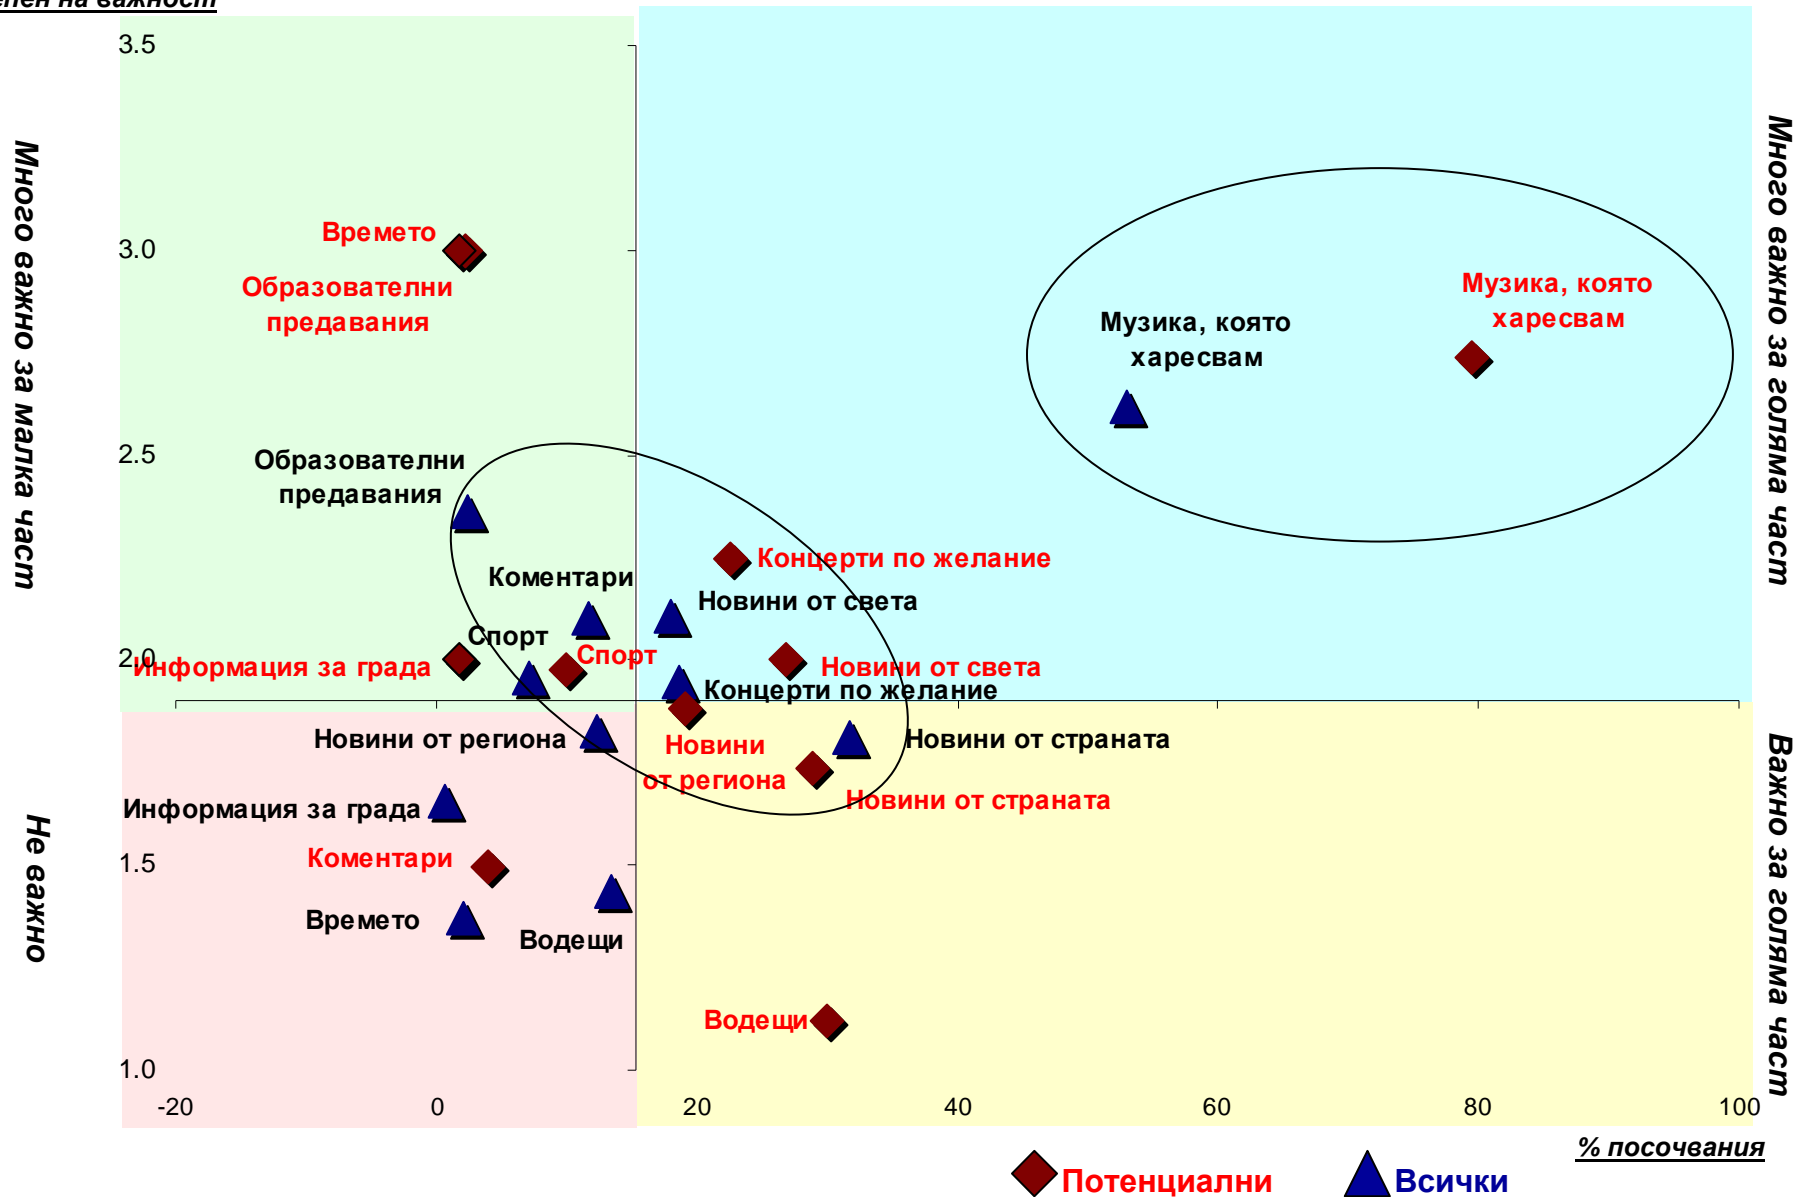 на важност
3.5
3.0
2.5
2.0
1.5
1.0
Много важно за малка част
Не важно
Много важно за голяма част
Важно за голяма част
Времето
Образователни
предавания
Музика, която
харесвам
Музика, която
харесвам
Образователни
предавания
Концерти по желание
Коментари
Новини от света
Спорт
Спорт
Информация за града
Новини от света
Концерти по желание
Новини от региона
Новини
от региона
Новини от страната
Новини от страната
Информация за града
Коментари
Времето
Водещи
Водещи
-20 0 20 40 60 80 100
% посочвания
Потенциални Всички